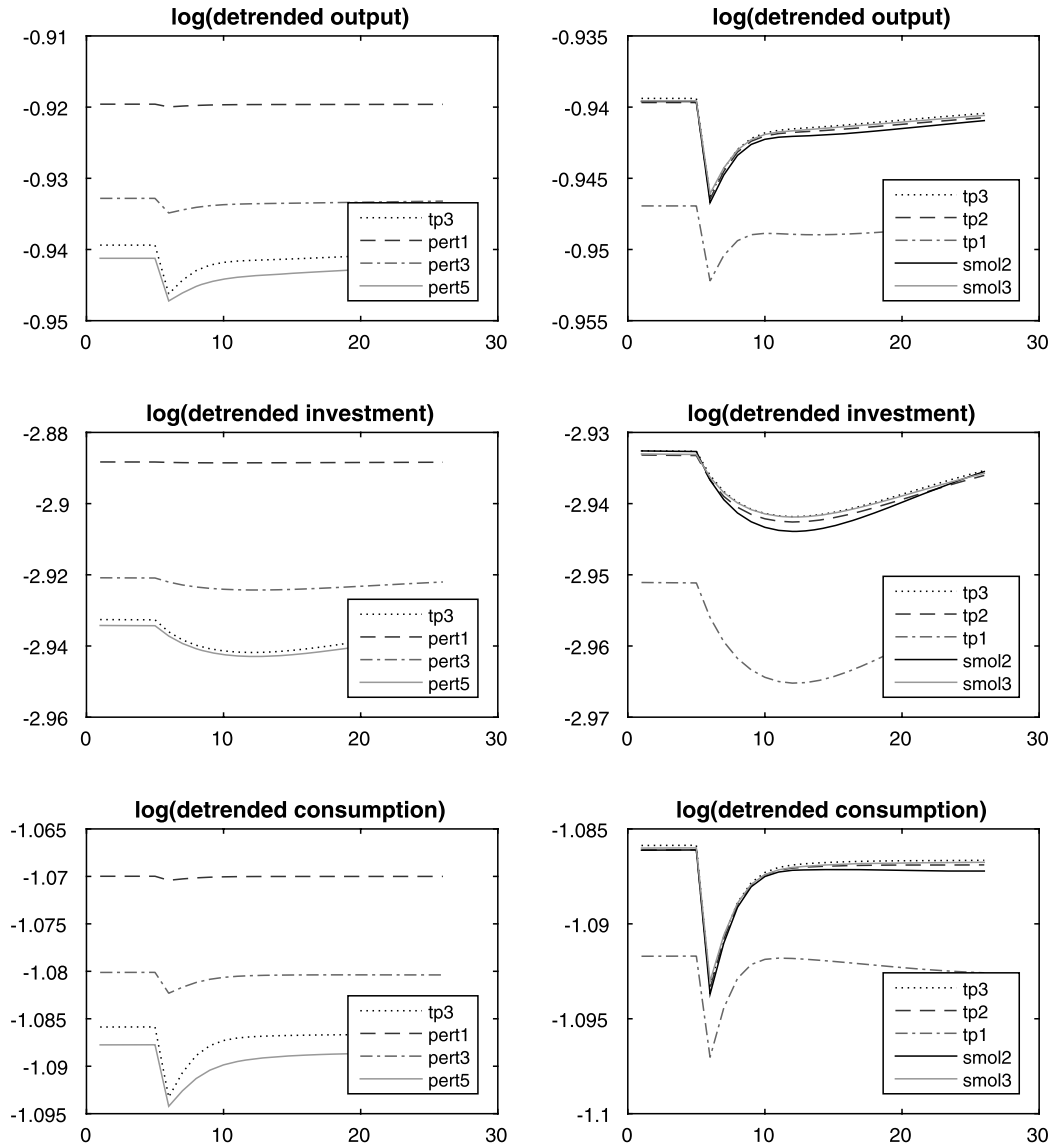 log(detrended output)
-0.91
-0.92
-0.93
-0.94
-0.95
0
10
20
30
tp3
pert1
pert3
pert5
log(detrended output)
-0.935
-0.94
-0.945
-0.95
-0.955
0
10
20
30
tp3
tp2
tp1
smol2
smol3
log(detrended investment)
-2.88
-2.9
-2.92
-2.94
-2.96
0
10
20
30
tp3
pert1
pert3
pert5
log(detrended investment)
-2.93
-2.94
-2.95
-2.96
-2.97
0
10
20
30
tp3
tp2
tp1
smol2
smol3
log(detrended consumption)
-1.065
-1.07
-1.075
-1.08
-1.085
-1.09
-1.095
0
10
20
30
tp3
pert1
pert3
pert5
log(detrended consumption)
-1.085
-1.09
-1.095
-1.1
0
10
20
30
tp3
tp2
tp1
smol2
smol3